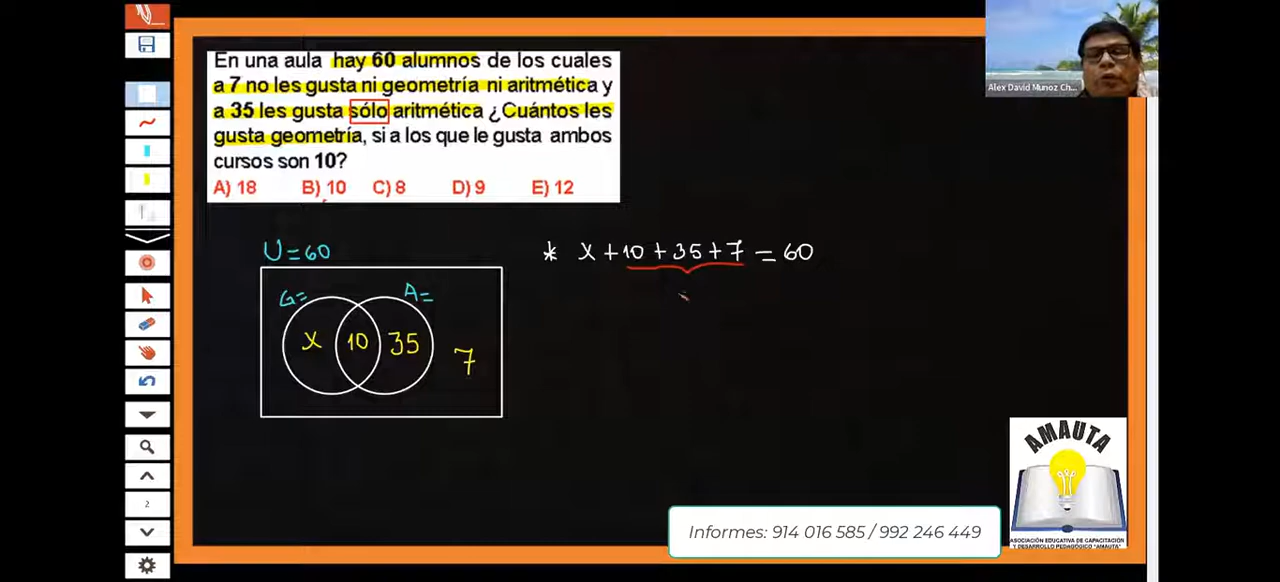 En una aula hay 60 alumnos de los cuales
a 7 no les gusta ni geometría ni aritmética y
a 35 les gusta sólo aritmética ¿Cuántos les
gusta geometría, si a los que le gusta ambos
cursos son 10?
A) 18 B) 10 C) 8 D) 9 E) 12
Alex David Munoz Ch...
U=60
* x+10+35+7=60
G= A=
x 10 35 7
AMAUTA
ASOCIACIÓN EDUCATIVA DE CAPACITACIÓN
Y DESARROLLO PEDAGÓGICO "AMAUTA"
Informes: 914 016 585 / 992 246 449
2